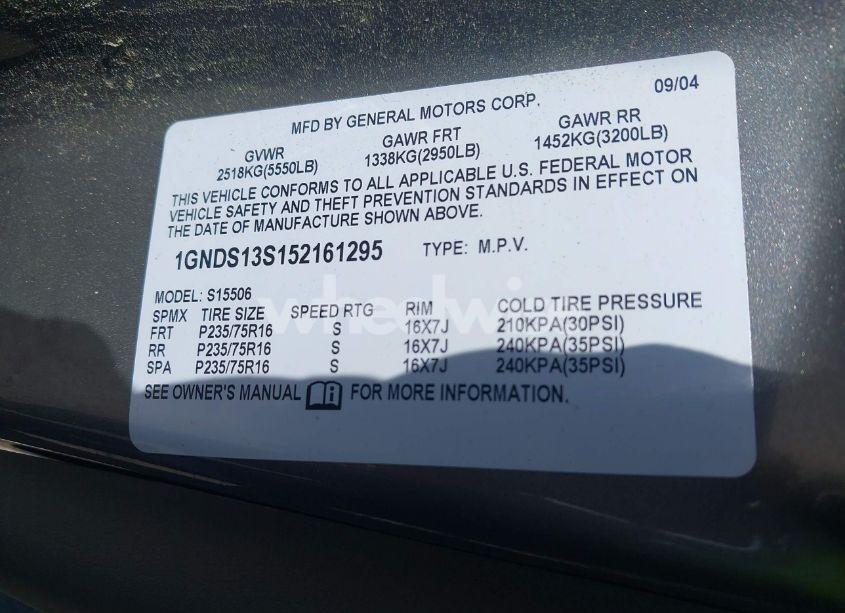 09/04
MFD BY GENERAL MOTORS CORP.
GVWR GAWR FRT GAWR RR
2518KG(5550LB) 1338KG(2950LB) 1452KG(3200LB)
THIS VEHICLE CONFORMS TO ALL APPLICABLE U.S. FEDERAL MOTOR
VEHICLE SAFETY AND THEFT PREVENTION STANDARDS IN EFFECT ON
THE DATE OF MANUFACTURE SHOWN ABOVE.
1GNDS13S152161295 TYPE: M.P.V.
MODEL: S15506
SPMX TIRE SIZE SPEED RTG RIM COLD TIRE PRESSURE
FRT P235/75R16 S 16X7J 210KPA(30PSI)
RR P235/75R16 S 16X7J 240KPA(35PSI)
SPA P235/75R16 S 16X7J 240KPA(35PSI)
SEE OWNER'S MANUAL FOR MORE INFORMATION.